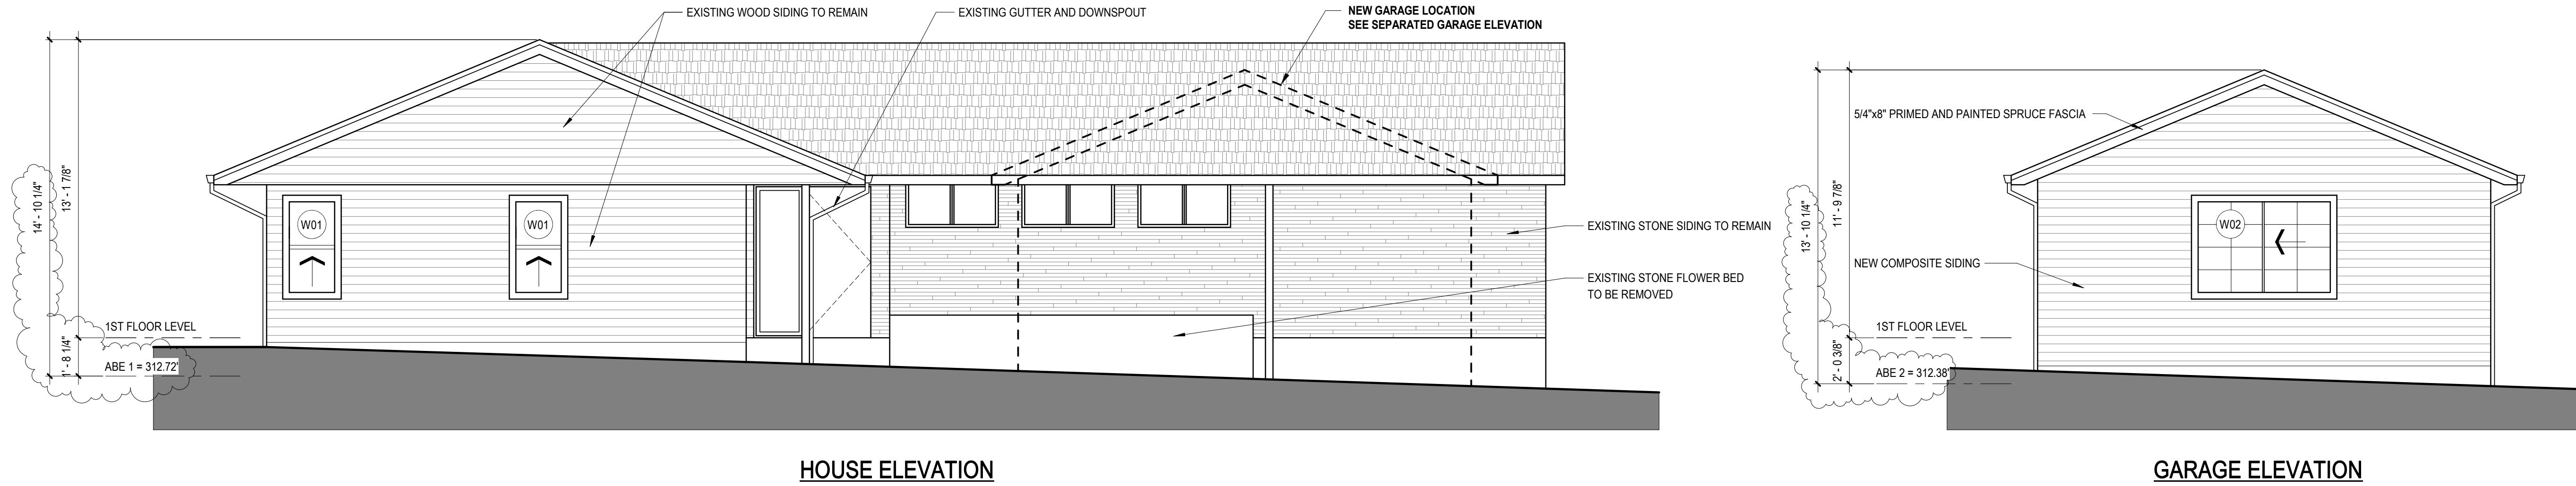 EXISTING WOOD SIDING TO REMAIN
EXISTING GUTTER AND DOWNSPOUT
NEW GARAGE LOCATION
SEE SEPARATED GARAGE ELEVATION
14' - 10 1/4"
13' - 1 7/8"
1' - 8 1/4"
1ST FLOOR LEVEL
ABE 1 = 312.72'
W01
W01
EXISTING STONE SIDING TO REMAIN
EXISTING STONE FLOWER BED
TO BE REMOVED
HOUSE ELEVATION
5/4"x8" PRIMED AND PAINTED SPRUCE FASCIA
13' - 10 1/4"
11' - 9 7/8"
2' - 0 3/8"
NEW COMPOSITE SIDING
1ST FLOOR LEVEL
ABE 2 = 312.38'
W02
GARAGE ELEVATION